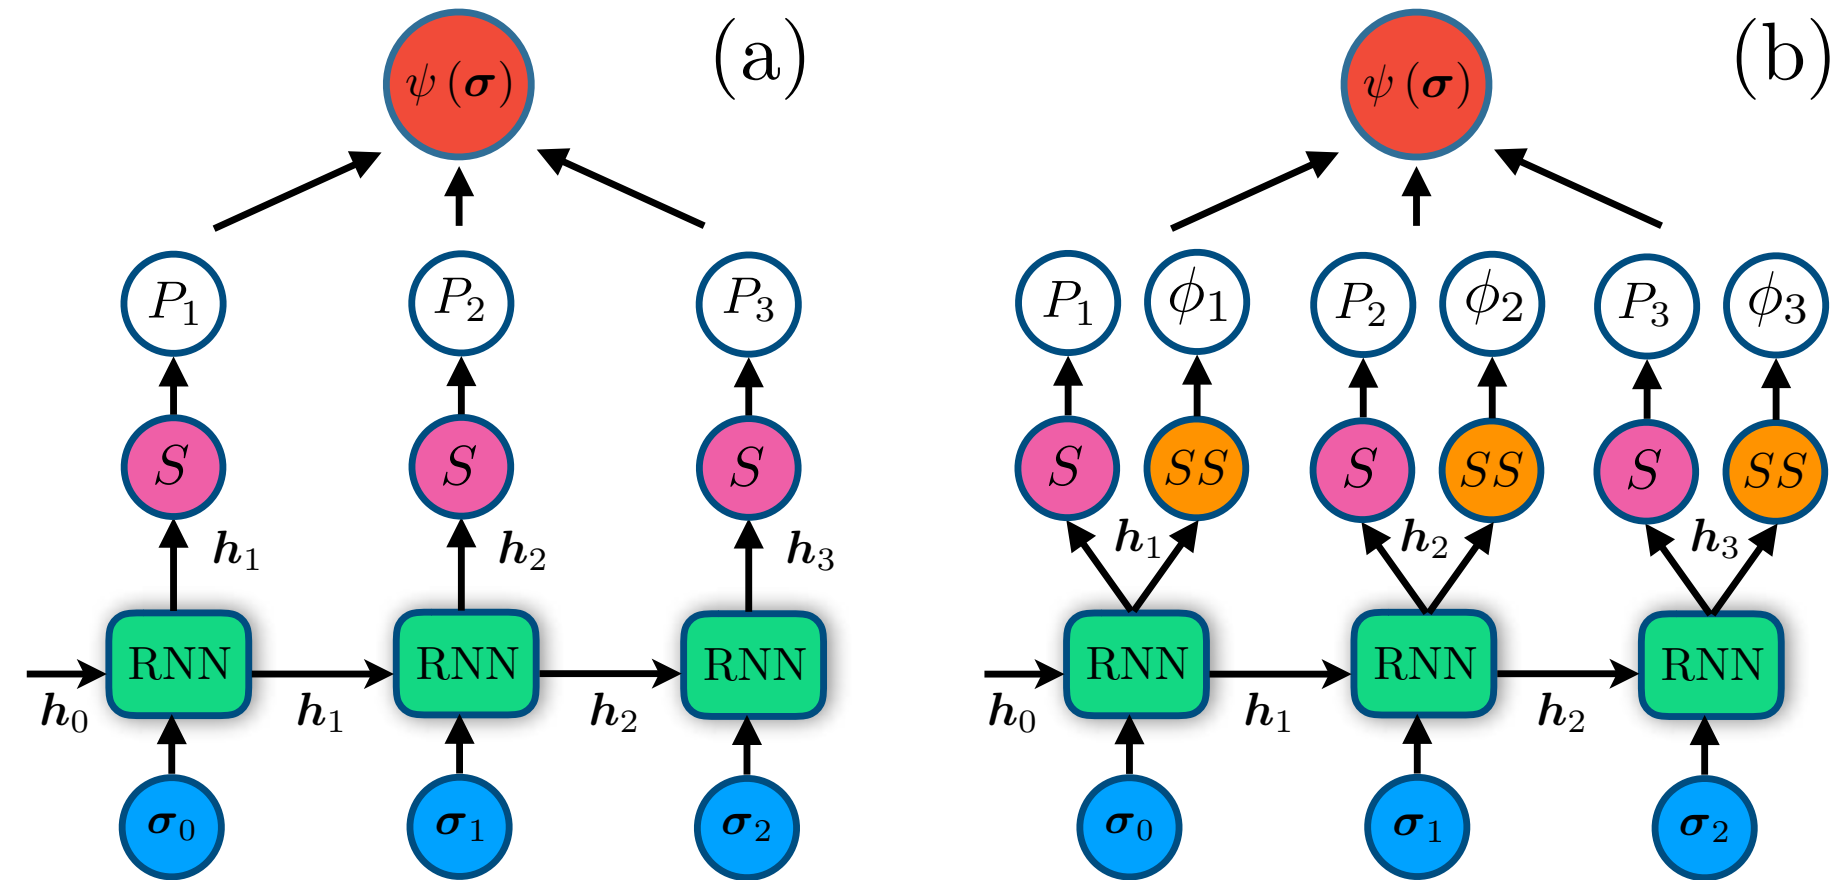 (a)
ψ (σ)
P₁ P₂ P₃
S S S
h₁ h₂ h₃
RNN RNN RNN
h₀ h₁ h₂
σ₀ σ₁ σ₂
(b)
ψ (σ)
P₁ ϕ₁ P₂ ϕ₂ P₃ ϕ₃
S SS S SS S SS
h₁ h₂ h₃
RNN RNN RNN
h₀ h₁ h₂
σ₀ σ₁ σ₂